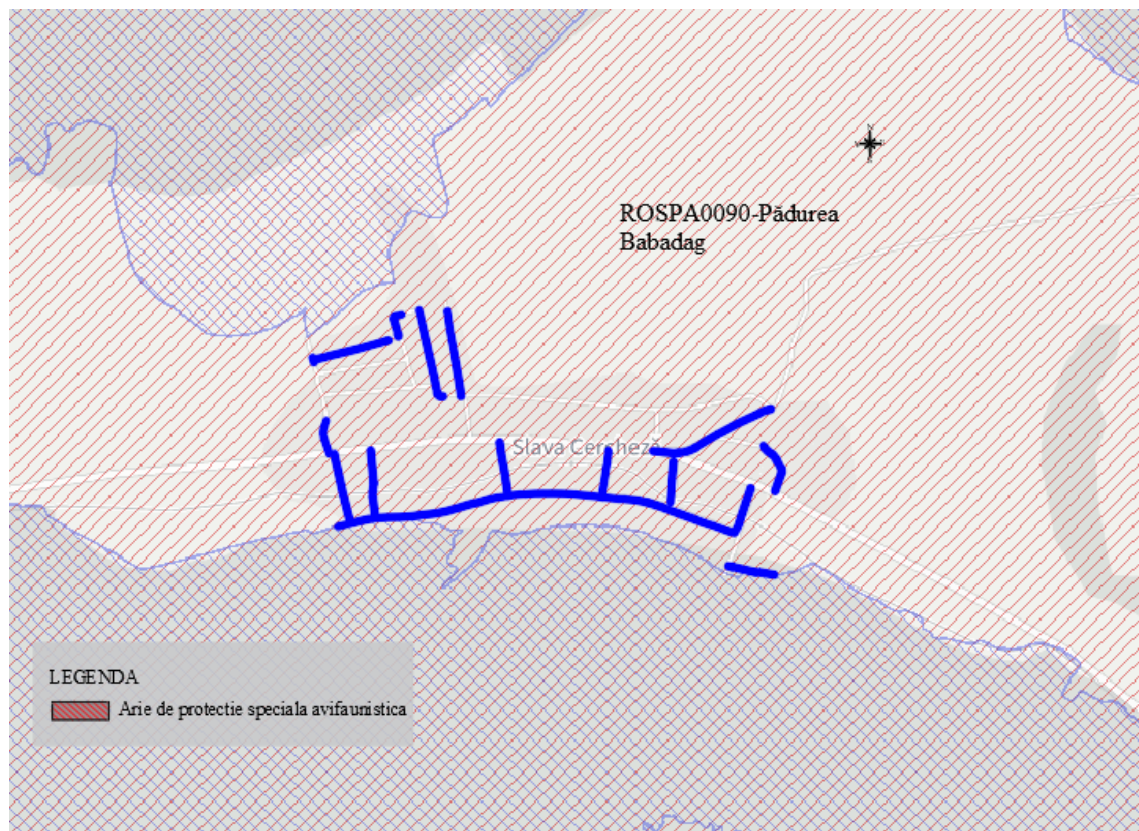 ROSPA0090-Pădurea
Babadag
Slava Cercheză
LEGENDA
Arie de protectie speciala avifaunistica